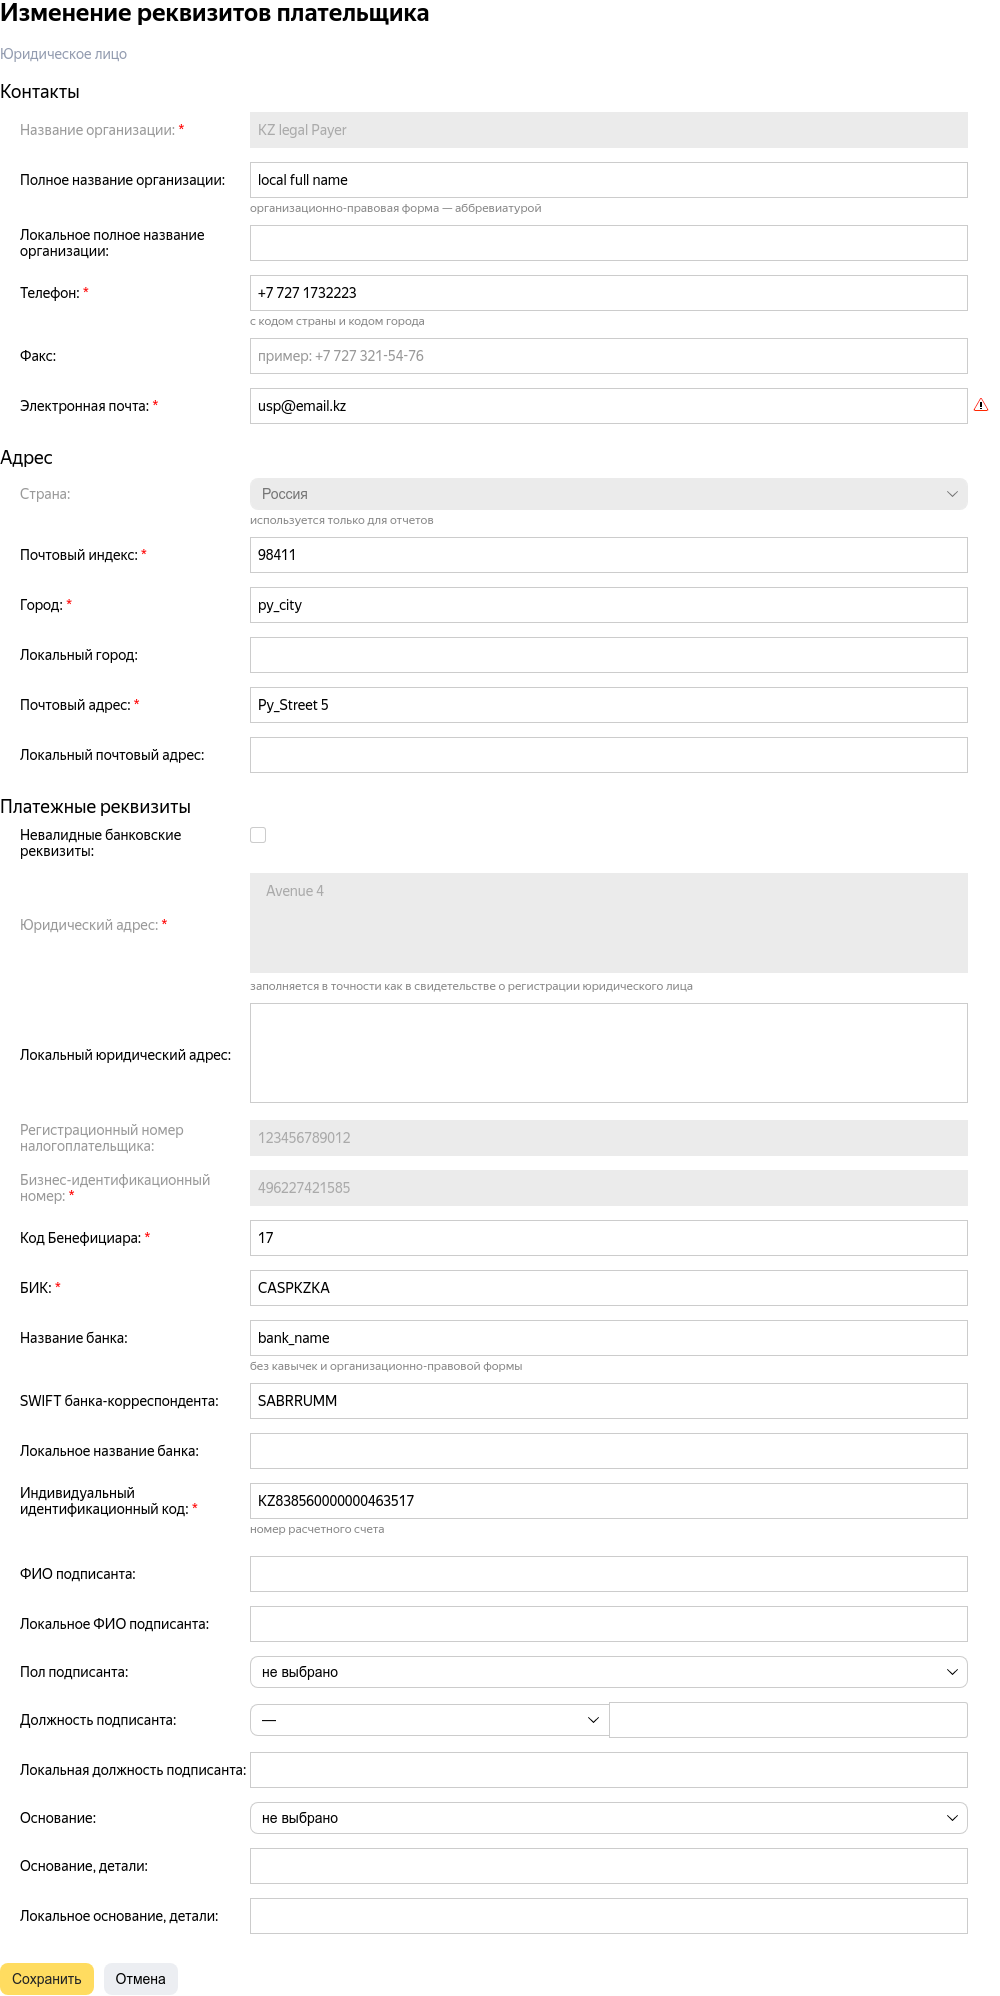 Изменение реквизитов плательщика
Юридическое лицо
Контакты
Название организации: *
KZ legal Payer
Полное название организации:
local full name
организационно-правовая форма — аббревиатурой
Локальное полное название
организации:
Телефон: *
+7 727 1732223
с кодом страны и кодом города
Факс:
пример: +7 727 321-54-76
Электронная почта: *
usp@email.kz
Адрес
Страна:
Россия
используется только для отчетов
Почтовый индекс: *
98411
Город: *
py_city
Локальный город:
Почтовый адрес: *
Py_Street 5
Локальный почтовый адрес:
Платежные реквизиты
Невалидные банковские
реквизиты:
Юридический адрес: *
Avenue 4
заполняется в точности как в свидетельстве о регистрации юридического лица
Локальный юридический адрес:
Регистрационный номер
налогоплательщика:
123456789012
Бизнес-идентификационный
номер: *
496227421585
Код Бенефициара: *
17
БИК: *
CASPKZKA
Название банка:
bank_name
без кавычек и организационно-правовой формы
SWIFT банка-корреспондента:
SABRRUMM
Локальное название банка:
Индивидуальный
идентификационный код: *
KZ838560000000463517
номер расчетного счета
ФИО подписанта:
Локальное ФИО подписанта:
Пол подписанта:
не выбрано
Должность подписанта:
—
Локальная должность подписанта:
Основание:
не выбрано
Основание, детали:
Локальное основание, детали:
Сохранить
Отмена